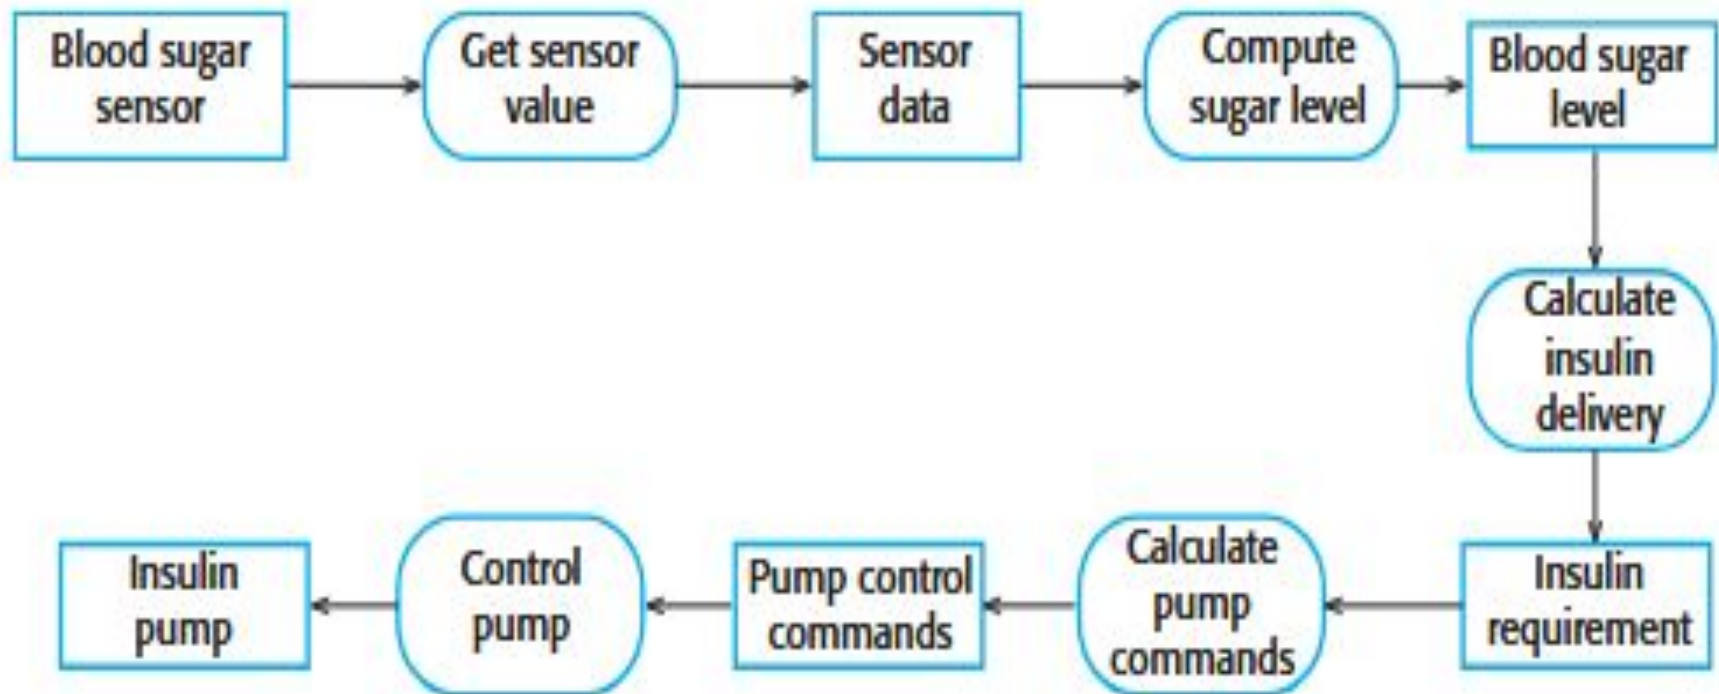 Blood sugar
sensor
Get sensor
value
Sensor
data
Compute
sugar level
Blood sugar
level
Calculate
insulin
delivery
Insulin
requirement
Calculate
pump
commands
Pump control
commands
Control
pump
Insulin
pump